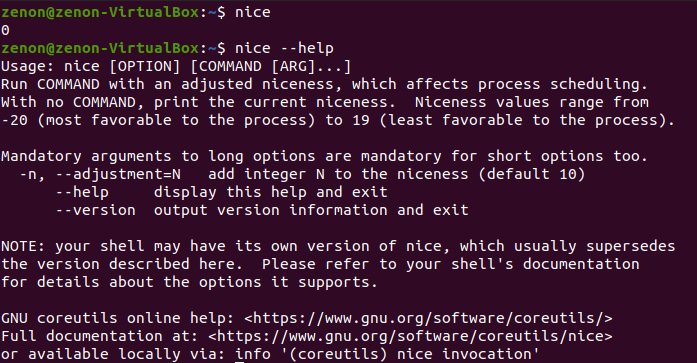 zenon@zenon-VirtualBox:~$ nice
0
zenon@zenon-VirtualBox:~$ nice --help
Usage: nice [OPTION] [COMMAND [ARG]...]
Run COMMAND with an adjusted niceness, which affects process scheduling.
With no COMMAND, print the current niceness.  Niceness values range from
-20 (most favorable to the process) to 19 (least favorable to the process).

Mandatory arguments to long options are mandatory for short options too.
  -n, --adjustment=N   add integer N to the niceness (default 10)
      --help     display this help and exit
      --version  output version information and exit

NOTE: your shell may have its own version of nice, which usually supersedes
the version described here.  Please refer to your shell's documentation
for details about the options it supports.

GNU coreutils online help: <https://www.gnu.org/software/coreutils/>
Full documentation at: <https://www.gnu.org/software/coreutils/nice>
or available locally via: info '(coreutils) nice invocation'